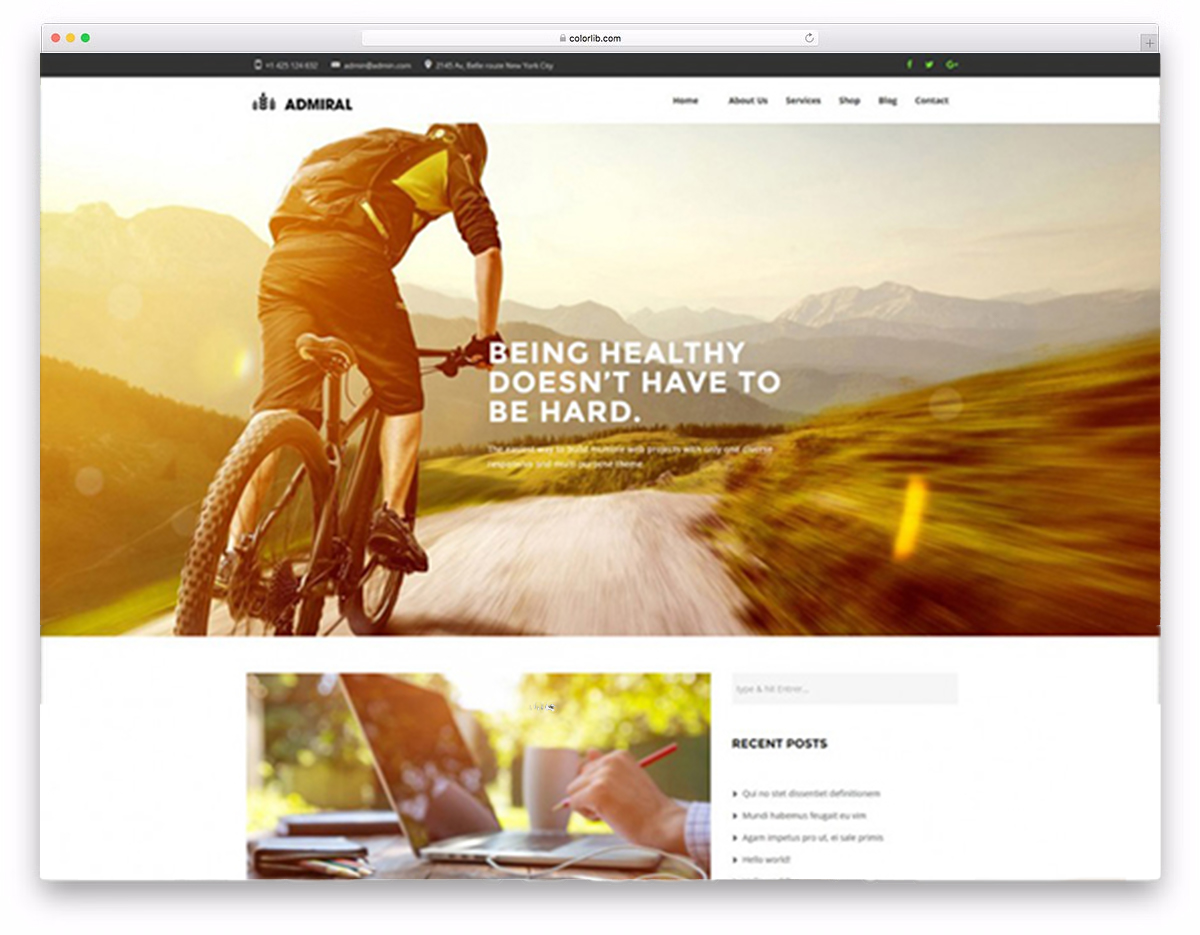 colorlib.com
+1 425 124 632 admin@admin.com 2145 Av, Belle route New York City
ADMIRAL
Home About Us Services Shop Blog Contact
BEING HEALTHY
DOESN'T HAVE TO
BE HARD.
The easiest way to build multiple web projects with only one diverse
responsive and multi-purpose theme
type & hit Enter...
RECENT POSTS
Qui no stet dissentiet definitionem
Mundi habemus feugait eu vim
Agam impetus pro ut, ei sale primis
Hello world!